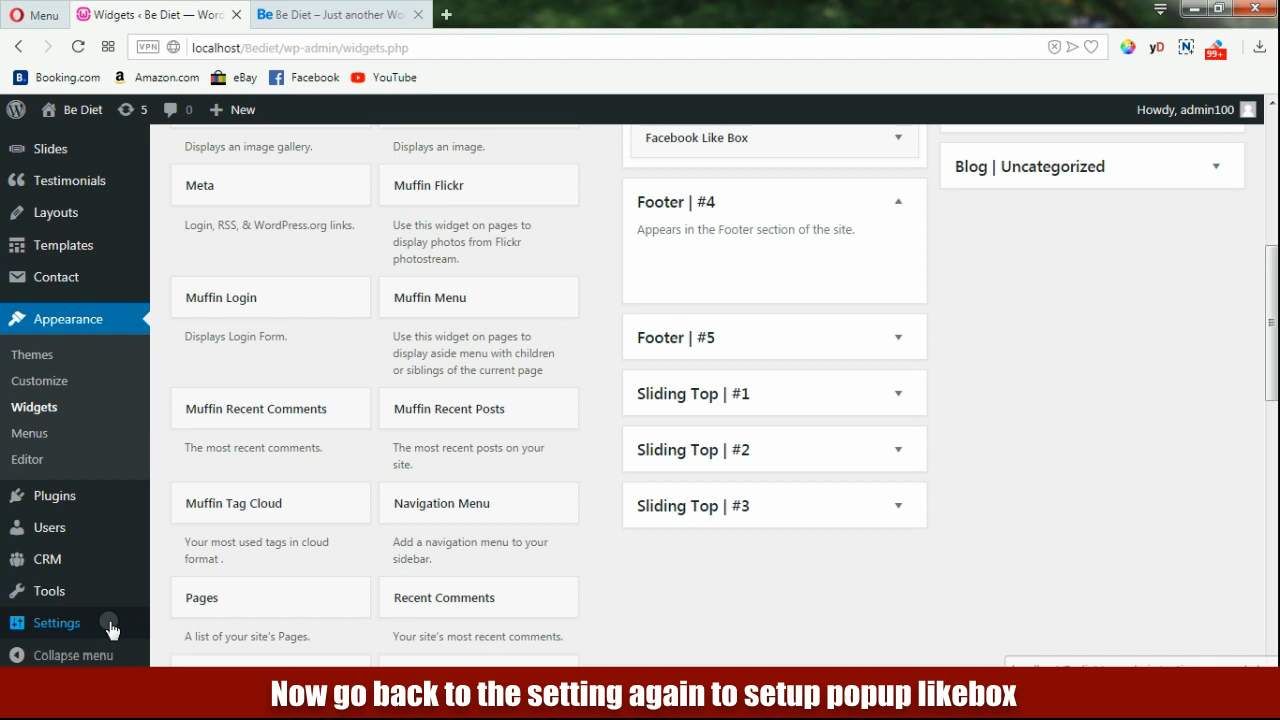 Menu
Widgets ‹ Be Diet — Word
Be Be Diet – Just another Wo
localhost/Bediet/wp-admin/widgets.php
VPN
yD
N
99+
B. Booking.com
a Amazon.com
eBay
Facebook
YouTube
Be Diet
5
0
New
Howdy, admin100
Slides
Testimonials
Layouts
Templates
Contact
Appearance
Themes
Customize
Widgets
Menus
Editor
Plugins
Users
CRM
Tools
Settings
Collapse menu
Displays an image gallery.
Displays an image.
Meta
Muffin Flickr
Login, RSS, & WordPress.org links.
Use this widget on pages to
display photos from Flickr
photostream.
Muffin Login
Muffin Menu
Displays Login Form.
Use this widget on pages to
display aside menu with children
or siblings of the current page
Muffin Recent Comments
Muffin Recent Posts
The most recent comments.
The most recent posts on your
site.
Muffin Tag Cloud
Navigation Menu
Your most used tags in cloud
format .
Add a navigation menu to your
sidebar.
Pages
Recent Comments
A list of your site's Pages.
Your site's most recent comments.
Facebook Like Box
Footer | #4
Appears in the Footer section of the site.
Footer | #5
Sliding Top | #1
Sliding Top | #2
Sliding Top | #3
Blog | Uncategorized
Now go back to the setting again to setup popup likebox